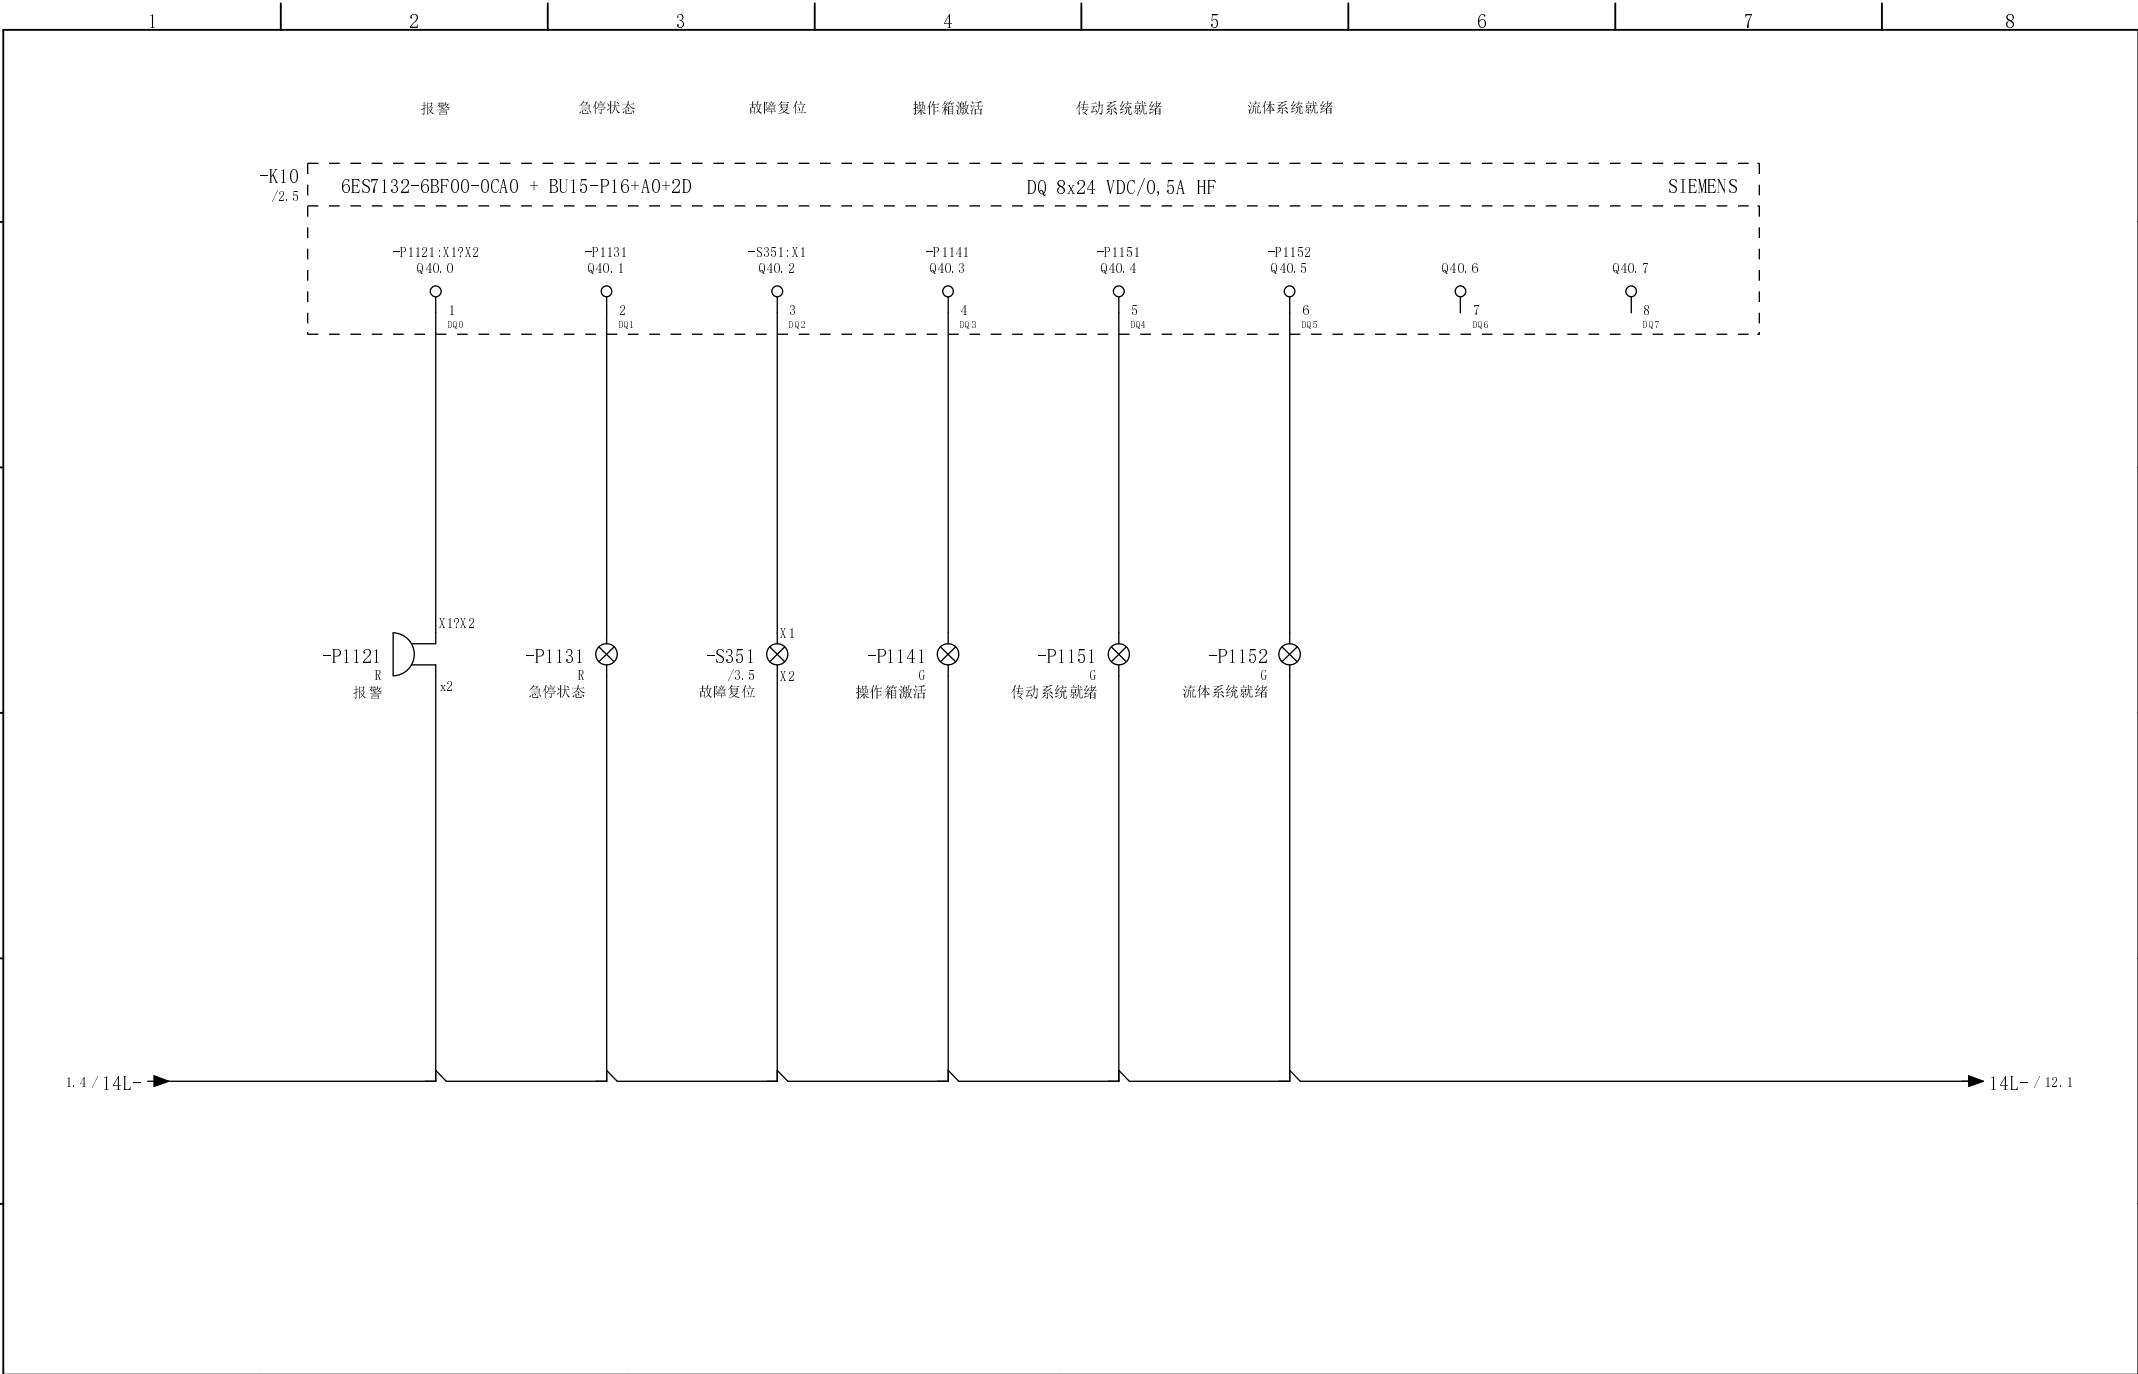 1 2 3 4 5 6 7 8
报警 急停状态 故障复位 操作箱激活 传动系统就绪 流体系统就绪
-K10 6ES7132-6BF00-0CA0 + BU15-P16+A0+2D DQ 8x24 VDC/0,5A HF SIEMENS
/2.5
-P1121:X1?X2 -P1131 -S351:X1 -P1141 -P1151 -P1152
Q40.0 Q40.1 Q40.2 Q40.3 Q40.4 Q40.5 Q40.6 Q40.7
1 2 3 4 5 6 7 8
DQ0 DQ1 DQ2 DQ3 DQ4 DQ5 DQ6 DQ7
X1?X2 X1
-P1121 -P1131 -S351 -P1141 -P1151 -P1152
R R /3.5 X2 G G G
报警 x2 急停状态 故障复位 操作箱激活 传动系统就绪 流体系统就绪
1.4 / 14L- 14L- / 12.1